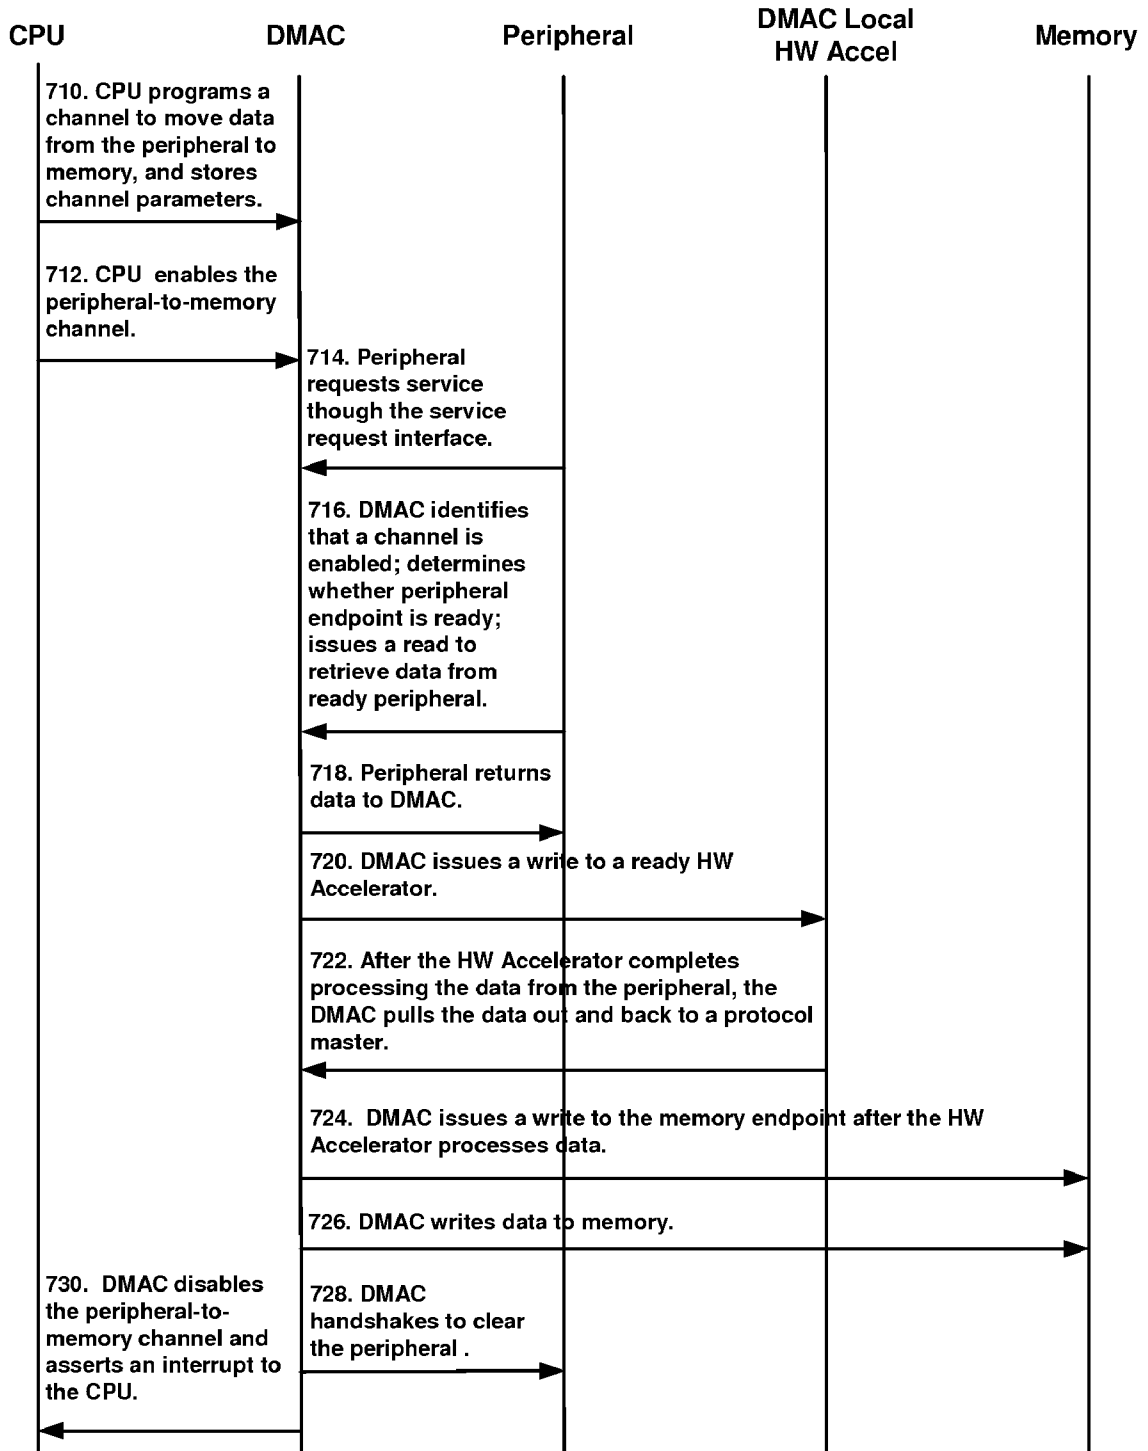 CPU
DMAC
Peripheral
DMAC Local
HW Accel
Memory
710. CPU programs a
channel to move data
from the peripheral to
memory, and stores
channel parameters.
712. CPU enables the
peripheral-to-memory
channel.
714. Peripheral
requests service
though the service
request interface.
716. DMAC identifies
that a channel is
enabled; determines
whether peripheral
endpoint is ready;
issues a read to
retrieve data from
ready peripheral.
718. Peripheral returns
data to DMAC.
720. DMAC issues a write to a ready HW
Accelerator.
722. After the HW Accelerator completes
processing the data from the peripheral, the
DMAC pulls the data out and back to a protocol
master.
724. DMAC issues a write to the memory endpoint after the HW
Accelerator processes data.
726. DMAC writes data to memory.
728. DMAC
handshakes to clear
the peripheral .
730. DMAC disables
the peripheral-to-
memory channel and
asserts an interrupt to
the CPU.